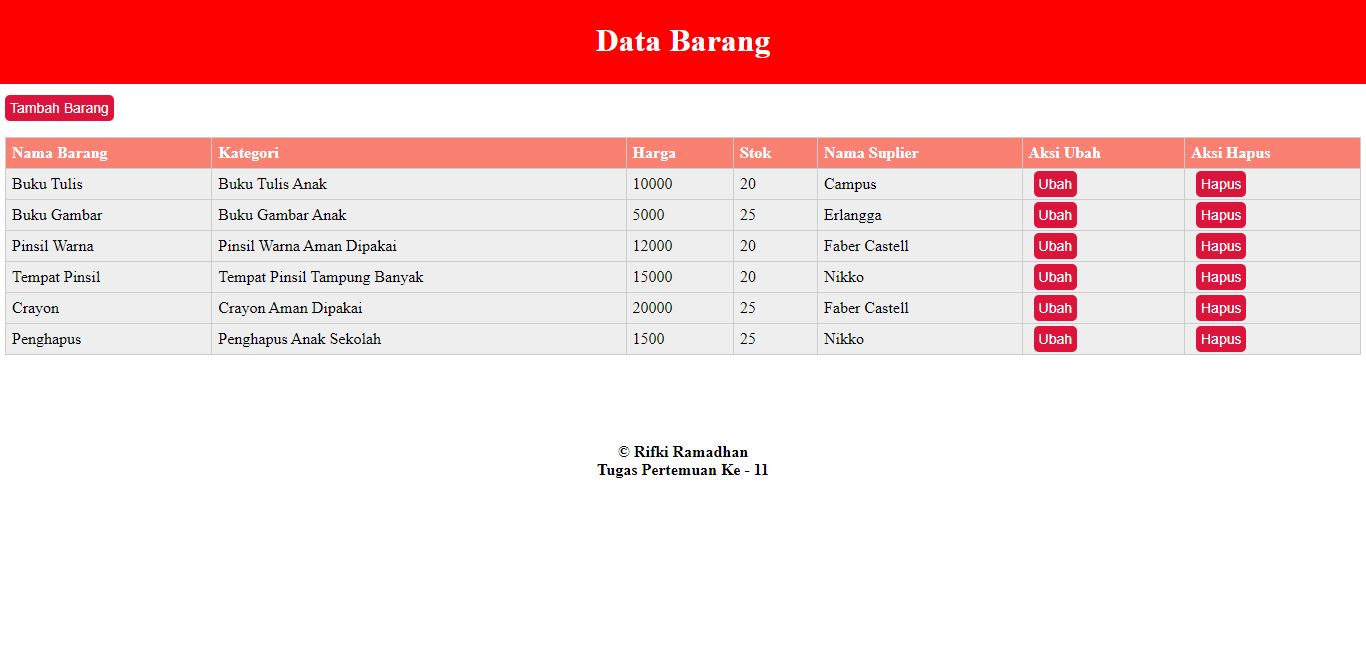 Data Barang
Tambah Barang
Nama Barang Kategori Harga Stok Nama Suplier Aksi Ubah Aksi Hapus
Buku Tulis Buku Tulis Anak 10000 20 Campus Ubah Hapus
Buku Gambar Buku Gambar Anak 5000 25 Erlangga Ubah Hapus
Pinsil Warna Pinsil Warna Aman Dipakai 12000 20 Faber Castell Ubah Hapus
Tempat Pinsil Tempat Pinsil Tampung Banyak 15000 20 Nikko Ubah Hapus
Crayon Crayon Aman Dipakai 20000 25 Faber Castell Ubah Hapus
Penghapus Penghapus Anak Sekolah 1500 25 Nikko Ubah Hapus
© Rifki Ramadhan
Tugas Pertemuan Ke - 11